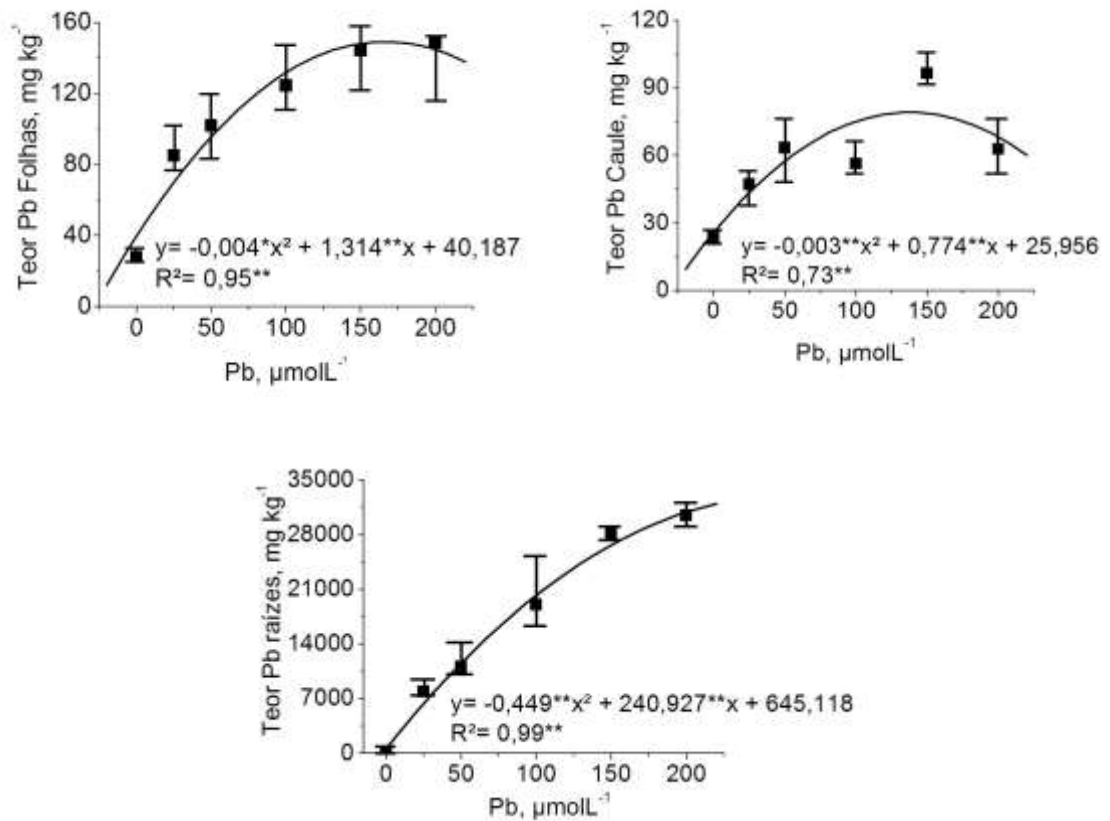 Teor Pb Folhas, mg kg⁻¹
160
120
80
40
0
y= -0,004*x² + 1,314**x + 40,187
R²= 0,95**
0 50 100 150 200
Pb, µmolL⁻¹
Teor Pb Caule, mg kg⁻¹
120
90
60
30
0
y= -0,003**x² + 0,774**x + 25,956
R²= 0,73**
0 50 100 150 200
Pb, µmolL⁻¹
Teor Pb raízes, mg kg⁻¹
35000
28000
21000
14000
7000
0
y= -0,449**x² + 240,927**x + 645,118
R²= 0,99**
0 50 100 150 200
Pb, µmolL⁻¹